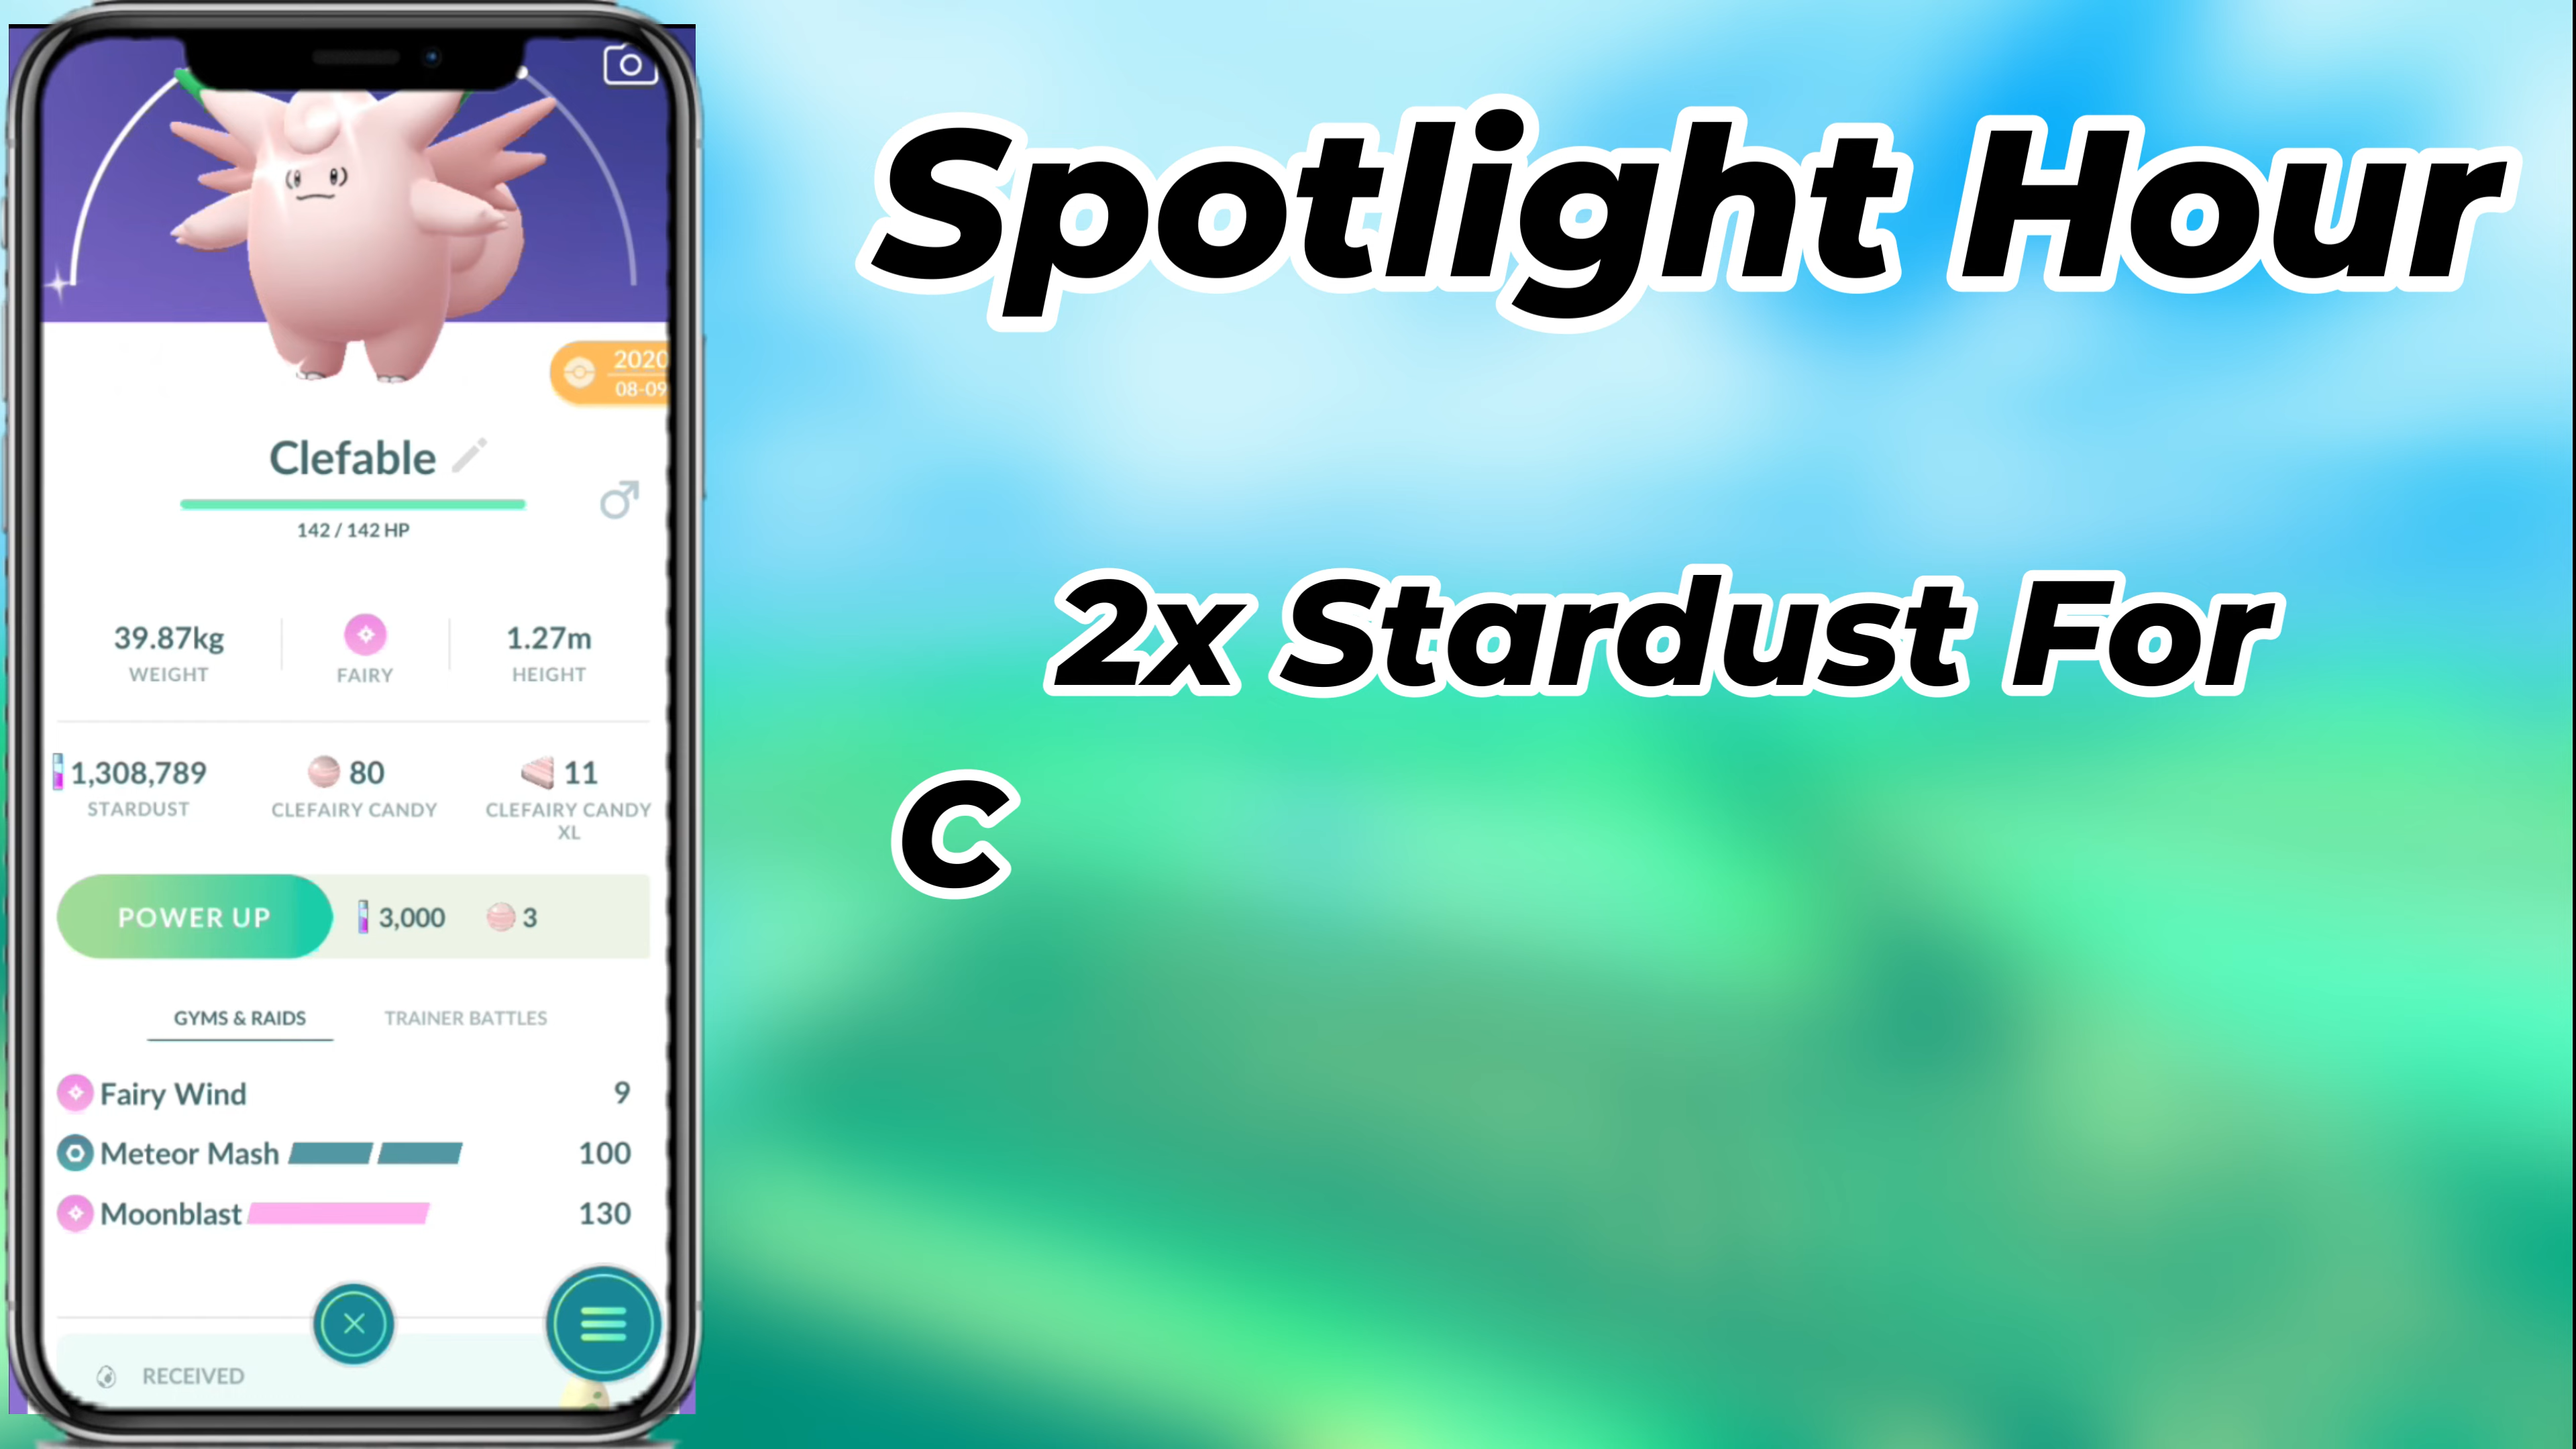 Spotlight Hour
2x Stardust For
C
2020
08-09
Clefable
142 / 142 HP
39.87kg
WEIGHT
FAIRY
1.27m
HEIGHT
1,308,789
STARDUST
80
CLEFAIRY CANDY
11
CLEFAIRY CANDY
XL
POWER UP
3,000
3
GYMS & RAIDS
TRAINER BATTLES
Fairy Wind 9
Meteor Mash 100
Moonblast 130
RECEIVED